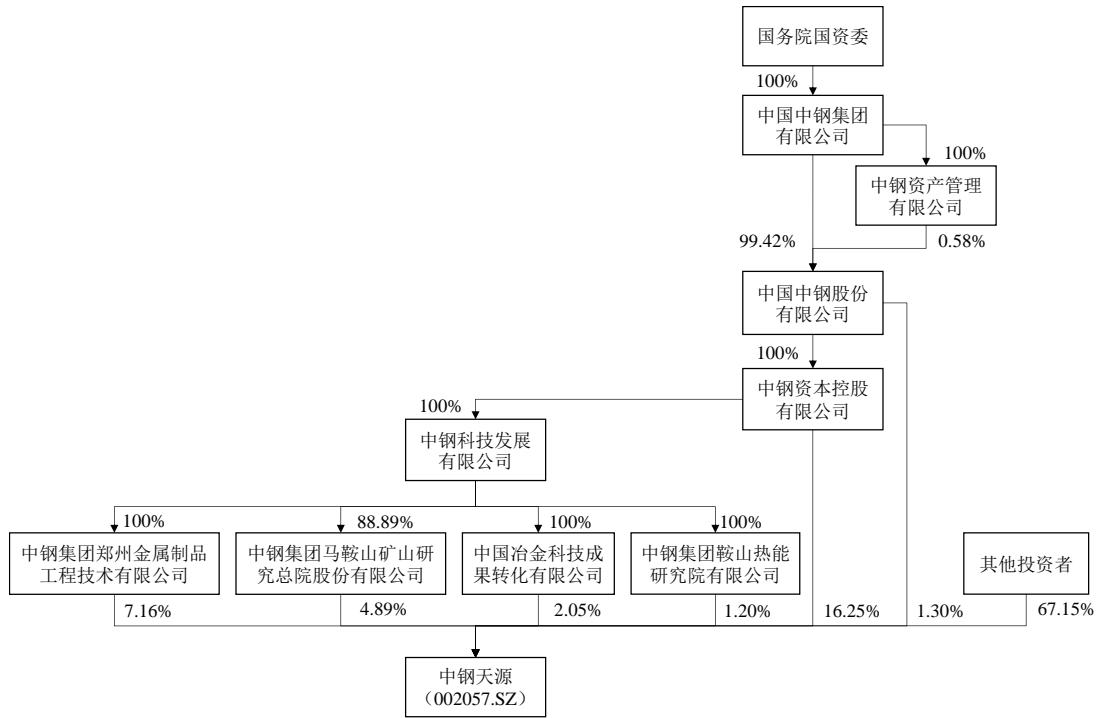 国务院国资委
100%
中国中钢集团
有限公司
100%
中钢资产管理
有限公司
99.42%
0.58%
中国中钢股份
有限公司
100%
中钢资本控股
有限公司
100%
中钢科技发展
有限公司
100%
88.89%
100%
100%
中钢集团郑州金属制品
工程技术有限公司
中钢集团马鞍山矿山研
究总院股份有限公司
中国冶金科技成
果转化有限公司
中钢集团鞍山热能
研究院有限公司
其他投资者
7.16%
4.89%
2.05%
1.20%
16.25%
1.30%
67.15%
中钢天源
（002057.SZ）